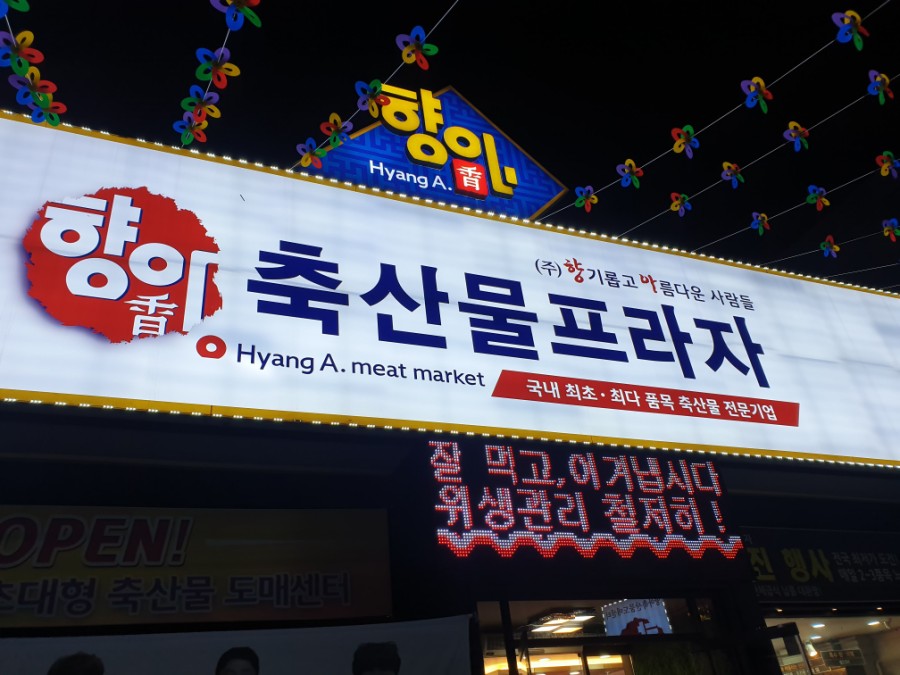 향아
Hyang A.
香
향아
香
(주)향기롭고 아름다운 사람들
축산물프라자
Hyang A. meat market
국내 최초·최다 품목 축산물 전문기업
잘 먹고,이겨냅시다
위생관리 철저히!
OPEN!
초대형 축산물 도매센터
행사